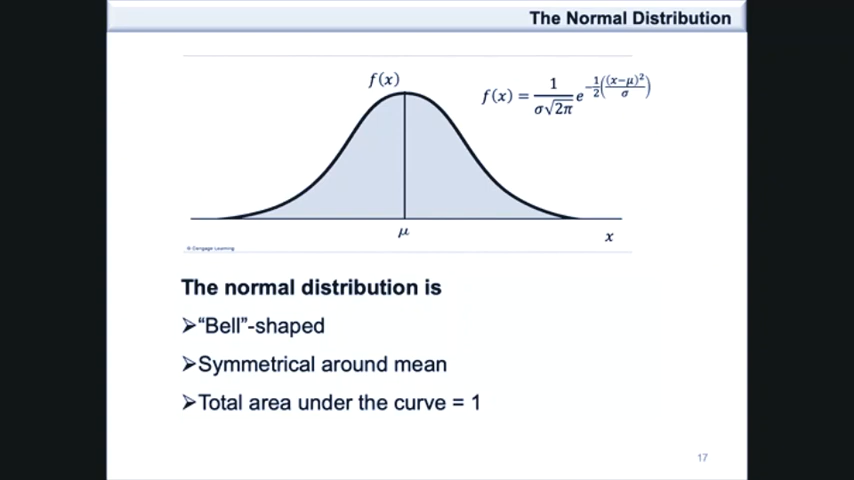 The Normal Distribution
f(x)
f(x) = 1/(σ√2π) e^(-1/2((x−μ)²/σ))
μ
x
© Cengage Learning
The normal distribution is
➢“Bell”-shaped
➢Symmetrical around mean
➢Total area under the curve = 1
17